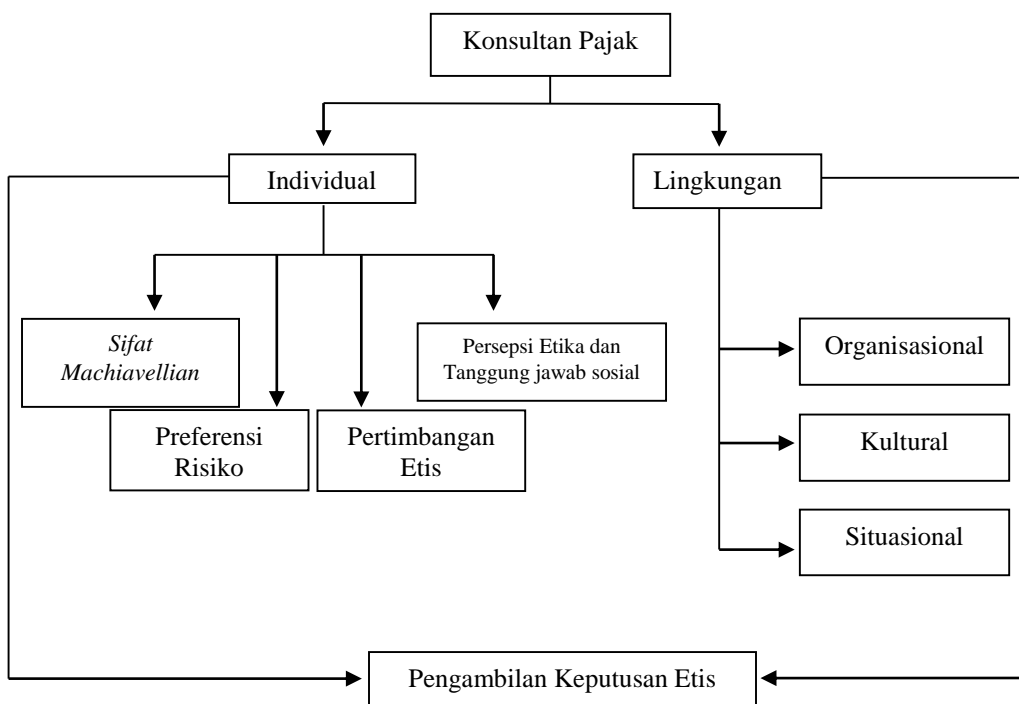 Konsultan Pajak
Individual
Lingkungan
Sifat
Machiavellian
Persepsi Etika dan
Tanggung jawab sosial
Preferensi
Risiko
Pertimbangan
Etis
Organisasional
Kultural
Situasional
Pengambilan Keputusan Etis